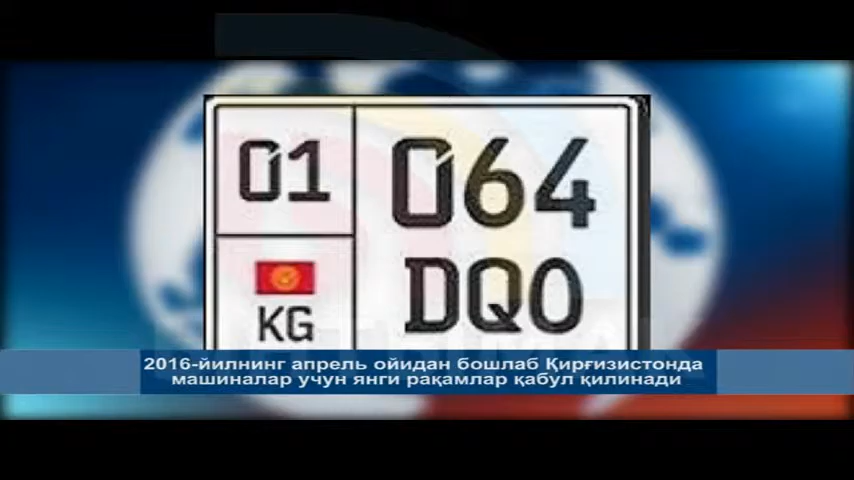 01
064
DQO
KG
2016-йилнинг апрель ойидан бошлаб Қирғизистонда
машиналар учун янги рақамлар қабул қилинади